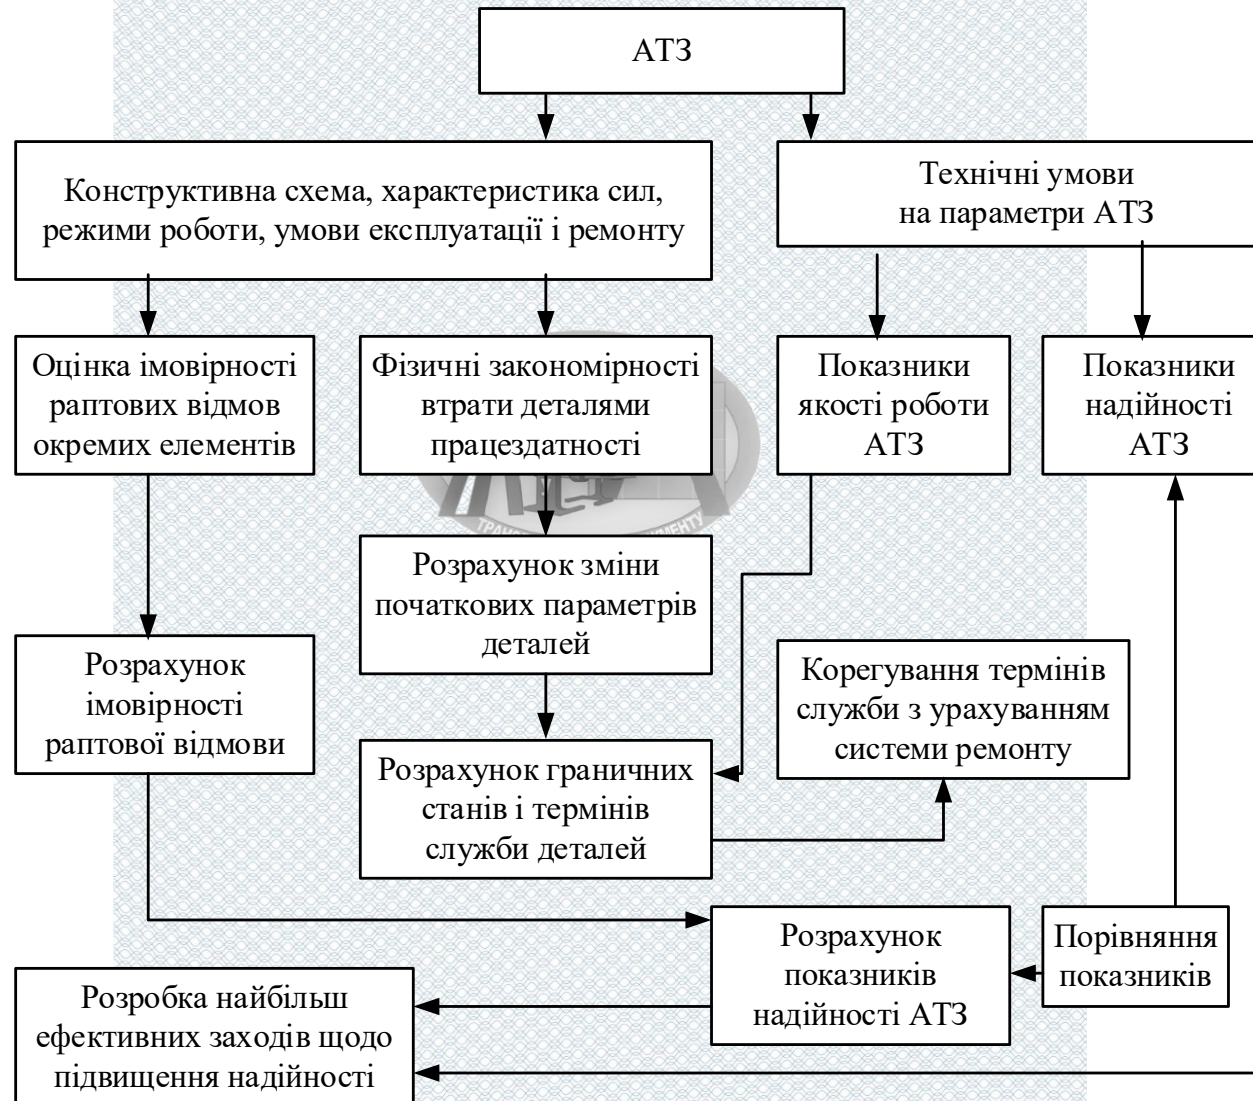 АТЗ
Конструктивна схема, характеристика сил,
режими роботи, умови експлуатації і ремонту
Технічні умови
на параметри АТЗ
Оцінка імовірності
раптових відмов
окремих елементів
Фізичні закономірності
втрати деталями
працездатності
Показники
якості роботи
АТЗ
Показники
надійності
АТЗ
Розрахунок зміни
початкових параметрів
деталей
Розрахунок
імовірності
раптової відмови
Корегування термінів
служби з урахуванням
системи ремонту
Розрахунок граничних
станів і термінів
служби деталей
Розрахунок
показників
надійності АТЗ
Порівняння
показників
Розробка найбільш
ефективних заходів щодо
підвищення надійності